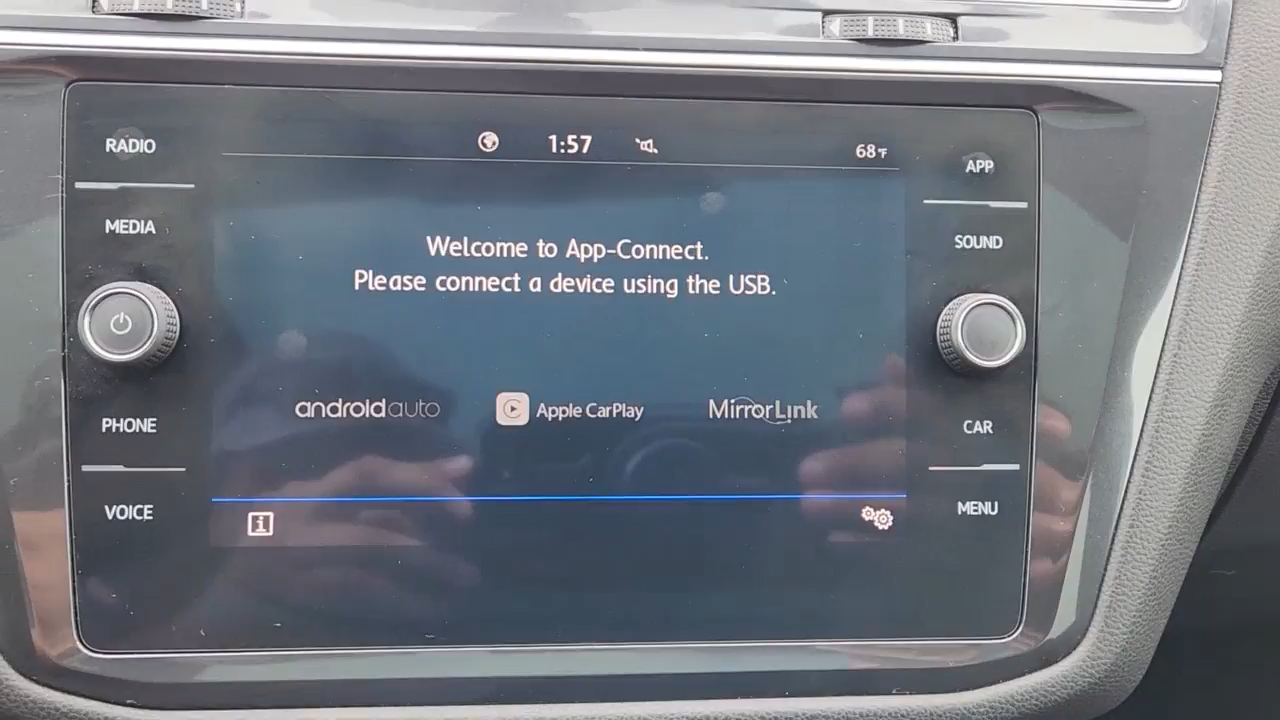 RADIO
MEDIA
PHONE
VOICE
1:57
68°F
Welcome to App-Connect.
Please connect a device using the USB.
androidauto
Apple CarPlay
MirrorLink
i
APP
SOUND
CAR
MENU